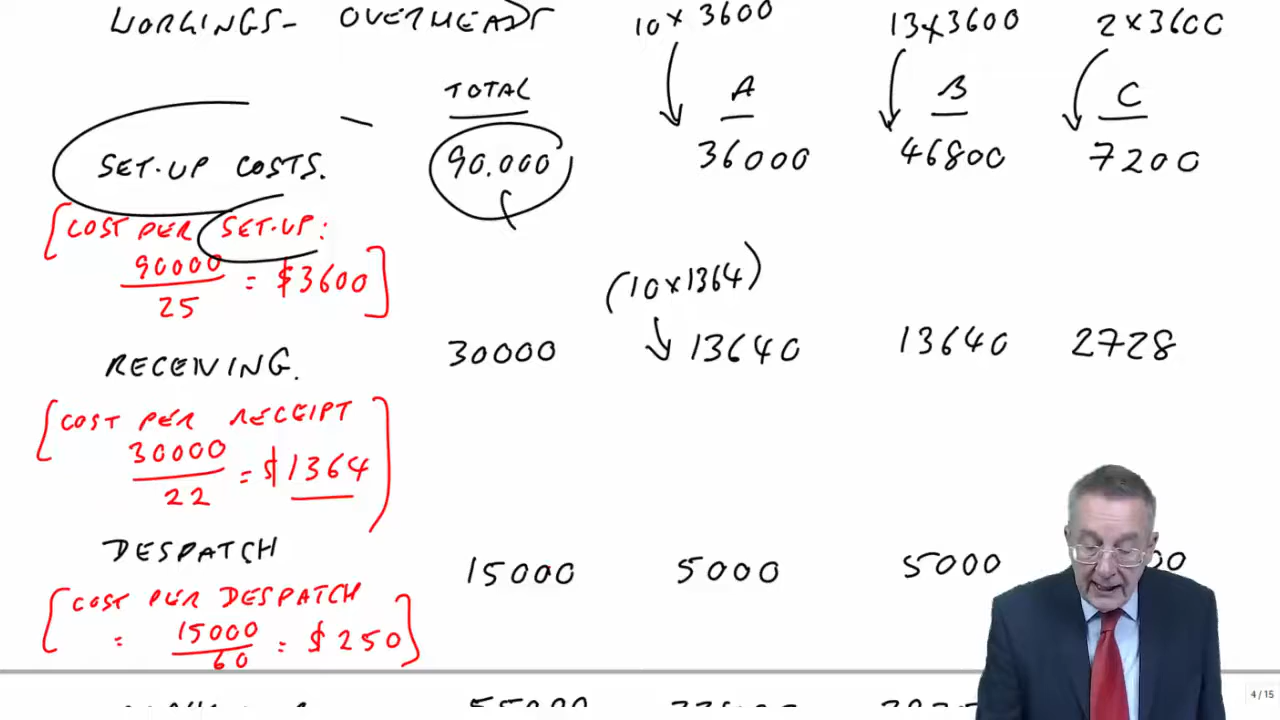 WORKINGS - OVERHEADS
10 x 3600
13 x 3600
2 x 3600
TOTAL
A
B
C
SET-UP COSTS.
90,000
36000
46800
7200
[COST PER SET-UP:
90000
25
= $3600]
(10 x 1364)
RECEIVING.
30000
13640
13640
2728
[COST PER RECEIPT
30000
22
= $1364]
DESPATCH
15000
5000
5000
[COST PER DESPATCH
= 15000
60
= $250]
4 / 15